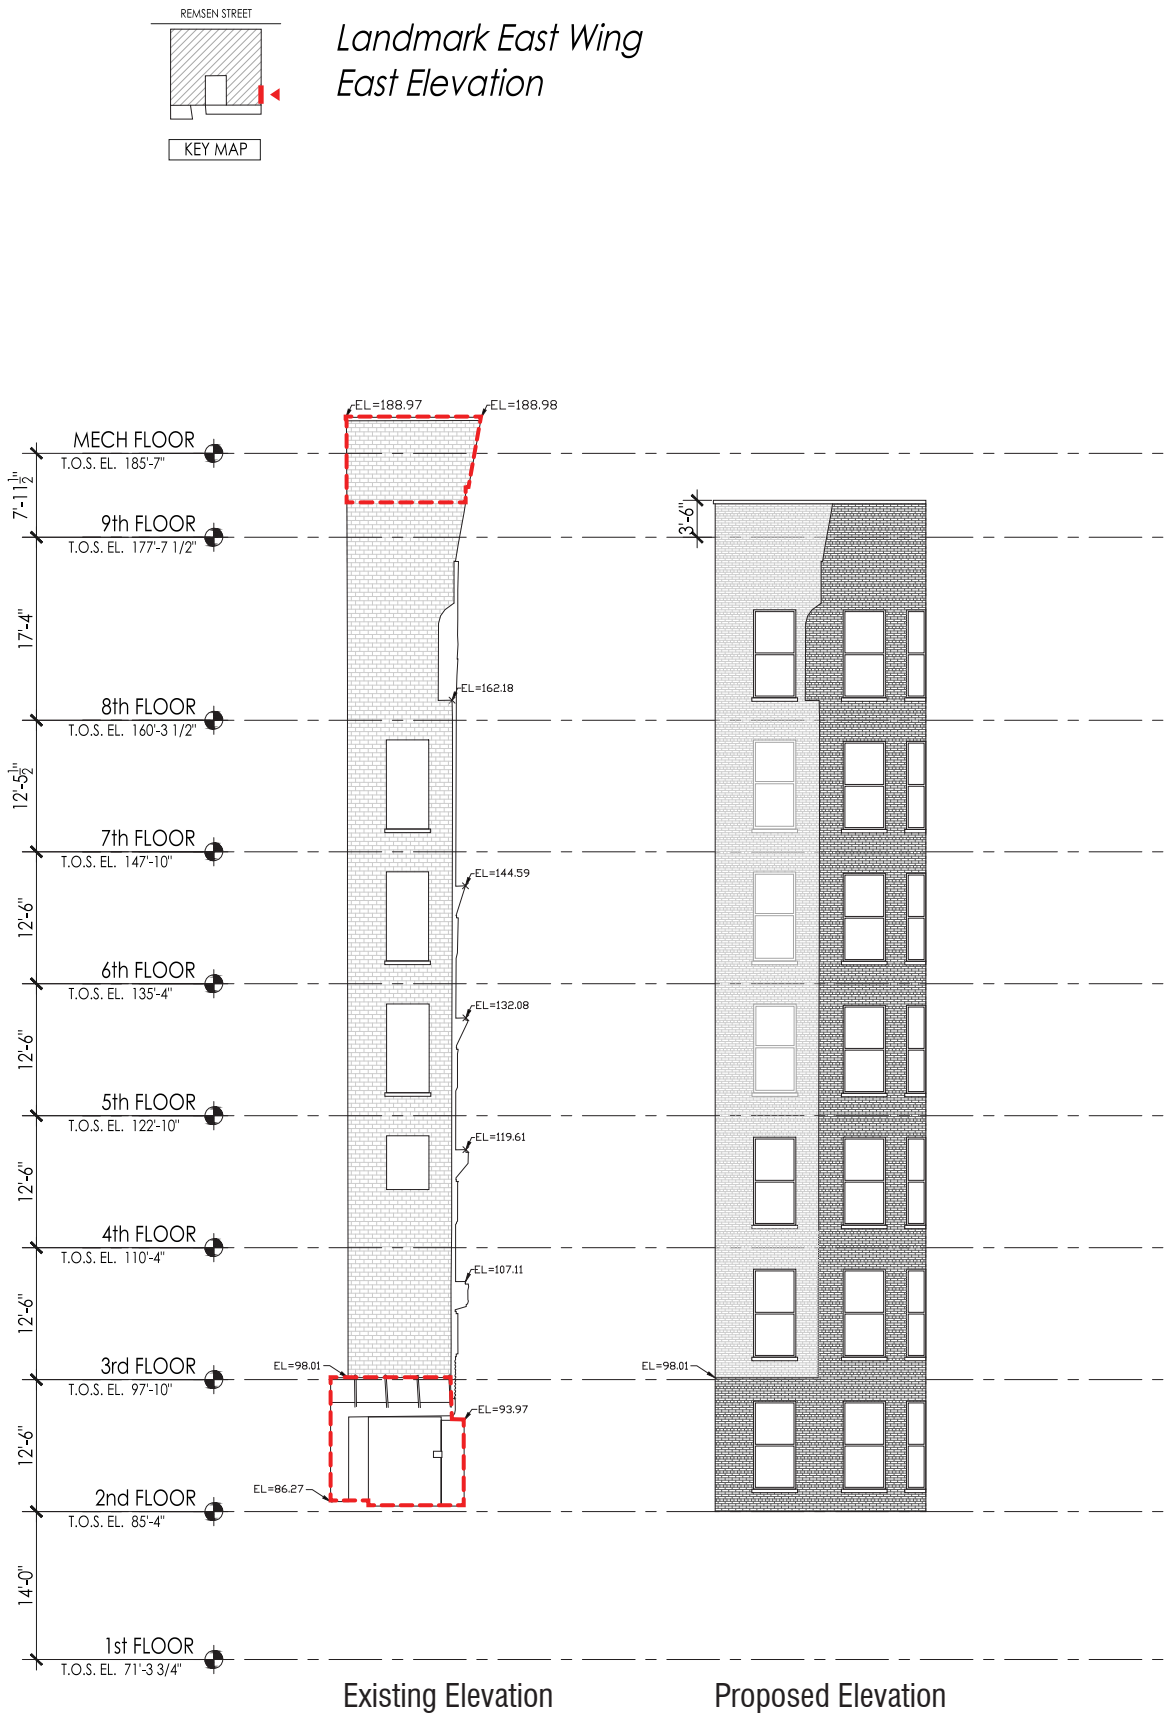 REMSEN STREET
KEY MAP
Landmark East Wing
East Elevation
EL=188.97
EL=188.98
MECH FLOOR
T.O.S. EL. 185'-7"
7'-11 1/2"
3'-6"
9th FLOOR
T.O.S. EL. 177'-7 1/2"
17'-4"
EL=162.18
8th FLOOR
T.O.S. EL. 160'-3 1/2"
12'-5 1/2"
7th FLOOR
T.O.S. EL. 147'-10"
EL=144.59
12'-6"
6th FLOOR
T.O.S. EL. 135'-4"
EL=132.08
12'-6"
5th FLOOR
T.O.S. EL. 122'-10"
EL=119.61
12'-6"
4th FLOOR
T.O.S. EL. 110'-4"
EL=107.11
12'-6"
3rd FLOOR
T.O.S. EL. 97'-10"
EL=98.01
EL=98.01
EL=93.97
12'-6"
EL=86.27
2nd FLOOR
T.O.S. EL. 85'-4"
14'-0"
1st FLOOR
T.O.S. EL. 71'-3 3/4"
Existing Elevation
Proposed Elevation